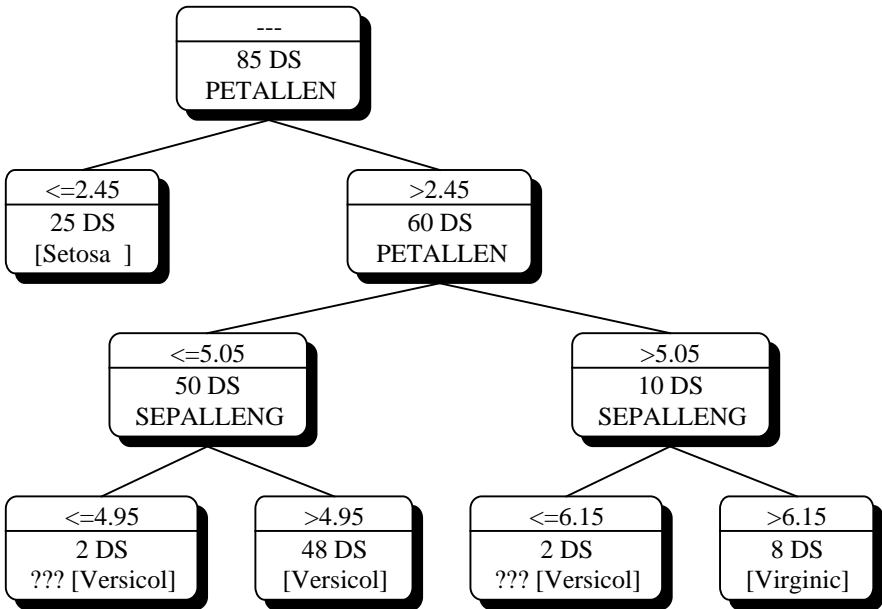 ---
85 DS
PETALLEN
<=2.45
25 DS
[Setosa ]
>2.45
60 DS
PETALLEN
<=5.05
50 DS
SEPALLENG
>5.05
10 DS
SEPALLENG
<=4.95
2 DS
??? [Versicol]
>4.95
48 DS
[Versicol]
<=6.15
2 DS
??? [Versicol]
>6.15
8 DS
[Virginic]